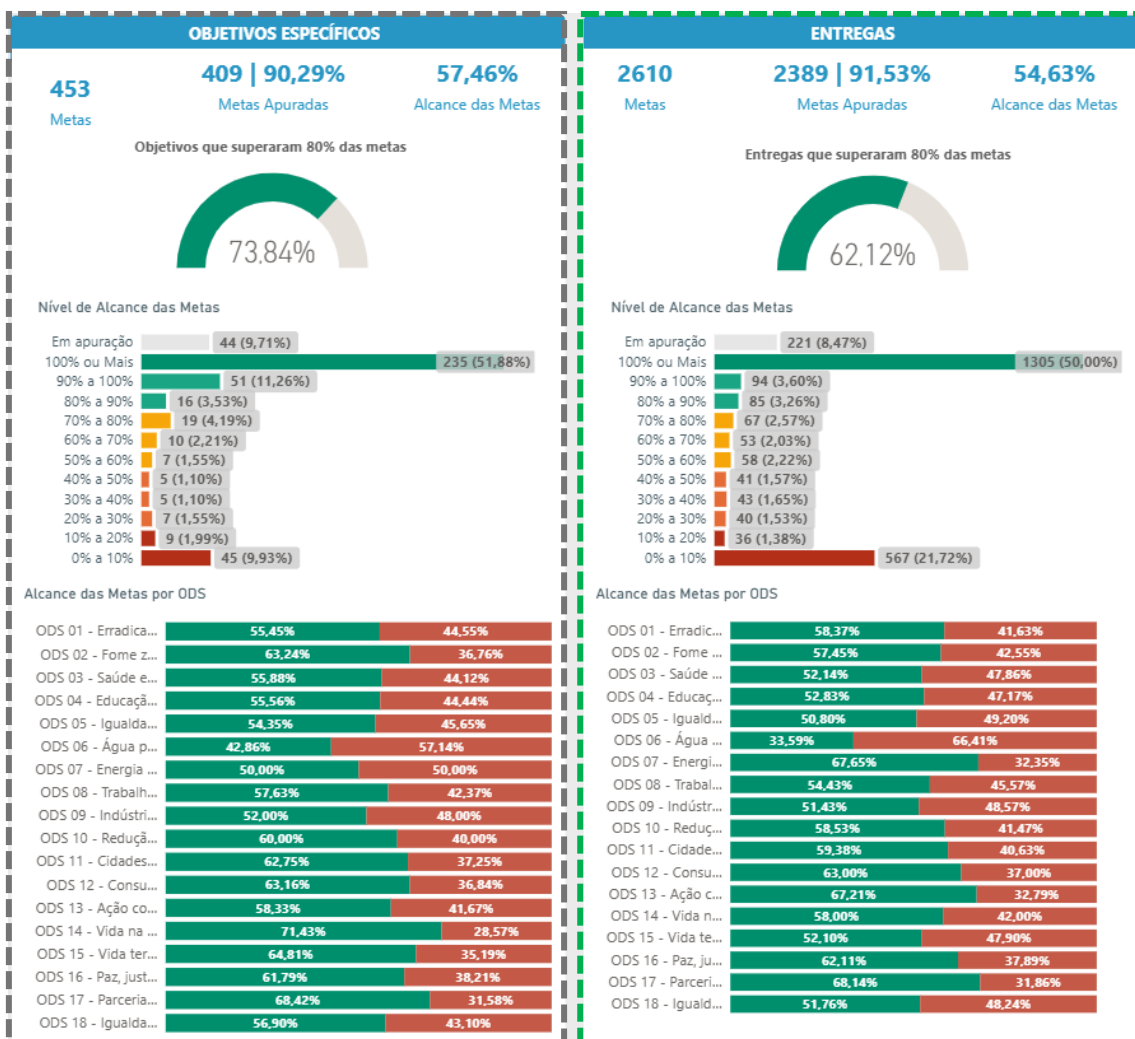 OBJETIVOS ESPECÍFICOS
453
Metas
409 | 90,29%
Metas Apuradas
57,46%
Alcance das Metas
Objetivos que superaram 80% das metas
73,84%
Nível de Alcance das Metas
Em apuração 44 (9,71%)
100% ou Mais 235 (51,88%)
90% a 100% 51 (11,26%)
80% a 90% 16 (3,53%)
70% a 80% 19 (4,19%)
60% a 70% 10 (2,21%)
50% a 60% 7 (1,55%)
40% a 50% 5 (1,10%)
30% a 40% 5 (1,10%)
20% a 30% 7 (1,55%)
10% a 20% 9 (1,99%)
0% a 10% 45 (9,93%)
Alcance das Metas por ODS
ODS 01 - Erradica... 55,45% 44,55%
ODS 02 - Fome z... 63,24% 36,76%
ODS 03 - Saúde e... 55,88% 44,12%
ODS 04 - Educaçã... 55,56% 44,44%
ODS 05 - Igualda... 54,35% 45,65%
ODS 06 - Água p... 42,86% 57,14%
ODS 07 - Energia ... 50,00% 50,00%
ODS 08 - Trabalh... 57,63% 42,37%
ODS 09 - Indústri... 52,00% 48,00%
ODS 10 - Reduçã... 60,00% 40,00%
ODS 11 - Cidades... 62,75% 37,25%
ODS 12 - Consu... 63,16% 36,84%
ODS 13 - Ação co... 58,33% 41,67%
ODS 14 - Vida na ... 71,43% 28,57%
ODS 15 - Vida ter... 64,81% 35,19%
ODS 16 - Paz, just... 61,79% 38,21%
ODS 17 - Parceria... 68,42% 31,58%
ODS 18 - Igualda... 56,90% 43,10%
ENTREGAS
2610
Metas
2389 | 91,53%
Metas Apuradas
54,63%
Alcance das Metas
Entregas que superaram 80% das metas
62,12%
Nível de Alcance das Metas
Em apuração 221 (8,47%)
100% ou Mais 1305 (50,00%)
90% a 100% 94 (3,60%)
80% a 90% 85 (3,26%)
70% a 80% 67 (2,57%)
60% a 70% 53 (2,03%)
50% a 60% 58 (2,22%)
40% a 50% 41 (1,57%)
30% a 40% 43 (1,65%)
20% a 30% 40 (1,53%)
10% a 20% 36 (1,38%)
0% a 10% 567 (21,72%)
Alcance das Metas por ODS
ODS 01 - Erradic... 58,37% 41,63%
ODS 02 - Fome ... 57,45% 42,55%
ODS 03 - Saúde ... 52,14% 47,86%
ODS 04 - Educaç... 52,83% 47,17%
ODS 05 - Iguald... 50,80% 49,20%
ODS 06 - Água ... 33,59% 66,41%
ODS 07 - Energi... 67,65% 32,35%
ODS 08 - Trabal... 54,43% 45,57%
ODS 09 - Indústr... 51,43% 48,57%
ODS 10 - Reduç... 58,53% 41,47%
ODS 11 - Cidade... 59,38% 40,63%
ODS 12 - Consu... 63,00% 37,00%
ODS 13 - Ação c... 67,21% 32,79%
ODS 14 - Vida n... 58,00% 42,00%
ODS 15 - Vida te... 52,10% 47,90%
ODS 16 - Paz, ju... 62,11% 37,89%
ODS 17 - Parceri... 68,14% 31,86%
ODS 18 - Iguald... 51,76% 48,24%